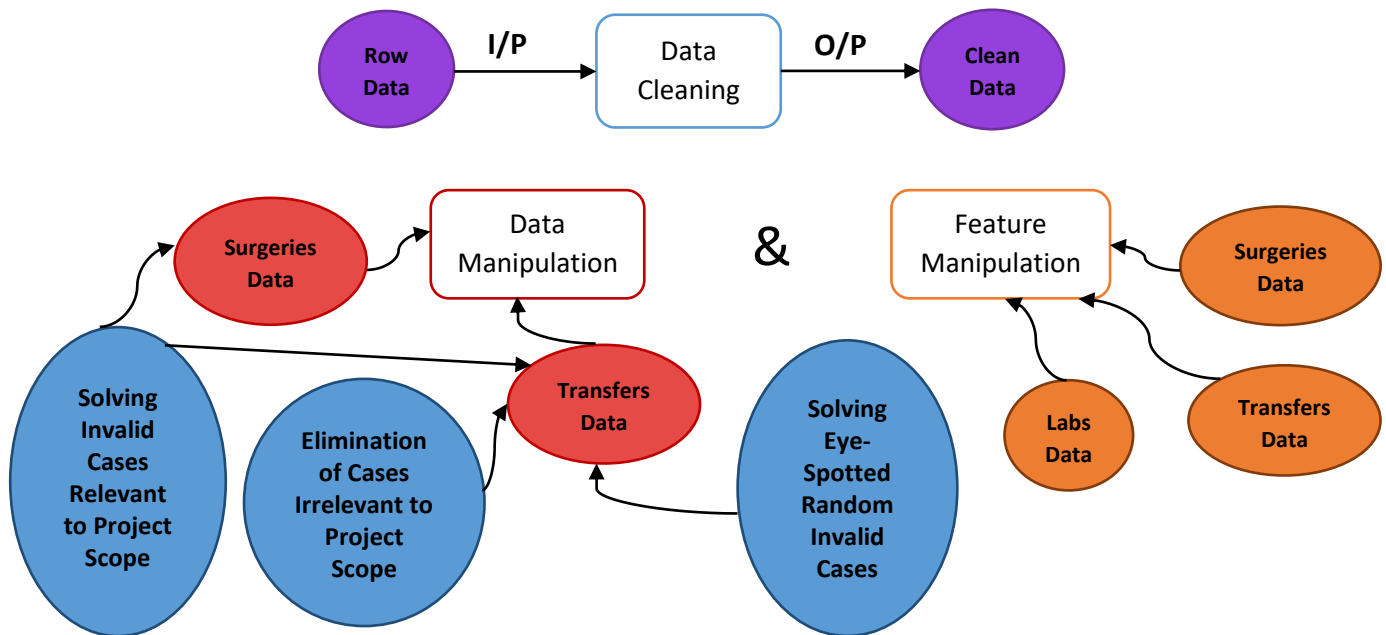 Row
Data
I/P
Data
Cleaning
O/P
Clean
Data
Surgeries
Data
Data
Manipulation
&
Feature
Manipulation
Surgeries
Data
Solving
Invalid
Cases
Relevant
to Project
Scope
Elimination
of Cases
Irrelevant to
Project
Scope
Transfers
Data
Solving
Eye-
Spotted
Random
Invalid
Cases
Labs
Data
Transfers
Data